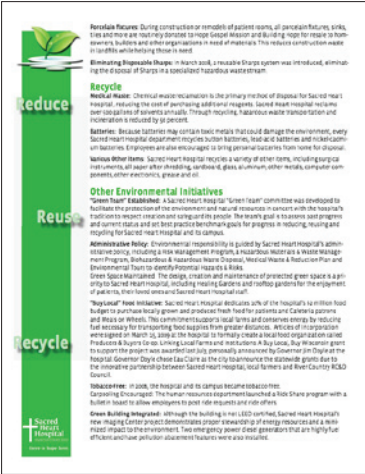 Porcelain Fixtures: During construction or remodels of patient rooms, all porcelain fixtures, sinks,
tles and more are routinely donated to Hope Gospel Mission and Building Hope for resale to home-
owners, builders and other organizations in need of materials. This reduces construction waste
in landfills while helping those in need.
Eliminating Disposable Sharps: In March 2008, a reusable Sharps system was introduced, eliminat-
ing the disposal of Sharps in a specialized hazardous waste stream.
Recycle
Medical Waste: Chemical waste reclamation is the primary method of disposal for Sacred Heart
Hospital, reducing the cost of purchasing additional reagents. Sacred Heart Hospital reclaims
over 100 gallons of solvents annually. Through recycling, hazardous waste transportation and
incineration is reduced by 90 percent.
Batteries: Because batteries may contain toxic metals that could damage the environment, every
Sacred Heart Hospital department recycles button batteries, lead-acid batteries and nickel-cadmi-
um batteries. Employees are also encouraged to bring personal batteries from home for disposal.
Various Other Items: Sacred Heart Hospital recycles a variety of other items, including surgical
instruments, all paper after shredding, cardboard, glass, aluminum, other metals, computer com-
ponents, other electronics, grease and oil.
Other Environmental Initiatives
"Green Team" Established: A Sacred Heart Hospital "Green Team" committee was developed to
facilitate the protection of the environment and natural resources in concert with the hospital's
tradition to respect creation and safeguard its people. The team's goal is to assess past progress
and current status and set best practice benchmark goals for progress in reducing, reusing and
recycling for Sacred Heart Hospital and its campus.
Administrative Policy: Environmental responsibility is guided by Sacred Heart Hospital's admin-
istrative policy, including a Risk Management Program, a Hazardous Materials & Waste Manage-
ment Program, Biohazardous & Hazardous Waste Disposal, Medical Waste & Reduction Plan and
Environmental Tours to Identify Potential Hazards & Risks.
Green Space Maintained: The design, creation and maintenance of protected green space is a pri-
ority to Sacred Heart Hospital, including Healing Gardens and rooftop gardens for the enjoyment
of patients, their loved ones and Sacred Heart Hospital staff.
"Buy Local" Food Initiative: Sacred Heart Hospital dedicates 10% of the hospital's $2 million food
budget to purchase locally grown and produced fresh food for patients and Cafeteria patrons
and Meals on Wheels. This commitment supports local farms and conserves energy by reducing
fuel necessary for transporting food supplies from greater distances. Articles of incorporation
were signed on March 15, 2009 at the hospital to formally create a local food organization called
Producers & Buyers Co-op: Linking Local Farms and Institutions. A Buy Local, Buy Wisconsin grant
to support the project was awarded last July, personally announced by Governor Jim Doyle at the
hospital. Governor Doyle chose Eau Claire as the city to announce the statewide grants due to
the innovative partnership between Sacred Heart Hospital, local farmers and River Country RC&D
Council.
Tobacco-Free: In 2008, the hospital and its campus became tobacco free.
Carpooling Encouraged: The human resources department launched a Ride Share program with a
bulletin board to allow employees to post ride requests and ride offers.
Green Building Integrated: Although the building is not LEED certified, Sacred Heart Hospital's
new Imaging Center project demonstrates proper stewardship of energy resources and a mini-
mized impact to the environment. Two emergency power diesel generators that are highly fuel
efficient and have pollution abatement features were also installed.
Reduce
Reuse
Recycle
Sacred
Heart
Hospital